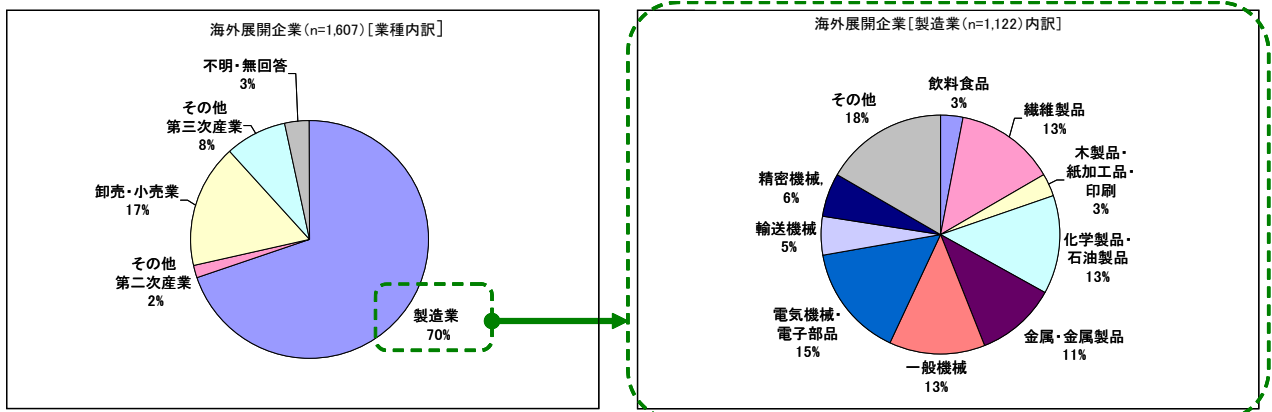 海外展開企業(n=1,607)[業種内訳]
不明・無回答
3%
その他
第三次産業
8%
卸売・小売業
17%
その他
第二次産業
2%
製造業
70%
海外展開企業[製造業(n=1,122)内訳]
飲料食品
3%
繊維製品
13%
木製品・
紙加工品・
印刷
3%
化学製品・
石油製品
13%
金属・金属製品
11%
一般機械
13%
電気機械・
電子部品
15%
輸送機械
5%
精密機械,
6%
その他
18%